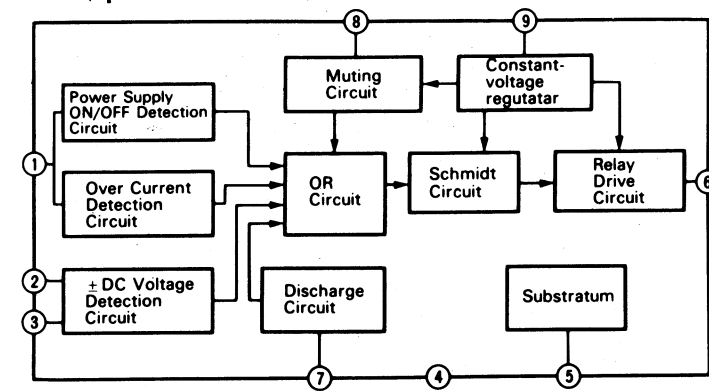 8
9
Muting
Circuit
Constant-
voltage
regutatar
Power Supply
ON/OFF Detection
Circuit
1
Over Current
Detection
Circuit
OR
Circuit
Schmidt
Circuit
Relay
Drive
Circuit
6
2
3
± DC Voltage
Detection
Circuit
Discharge
Circuit
Substratum
7
4
5